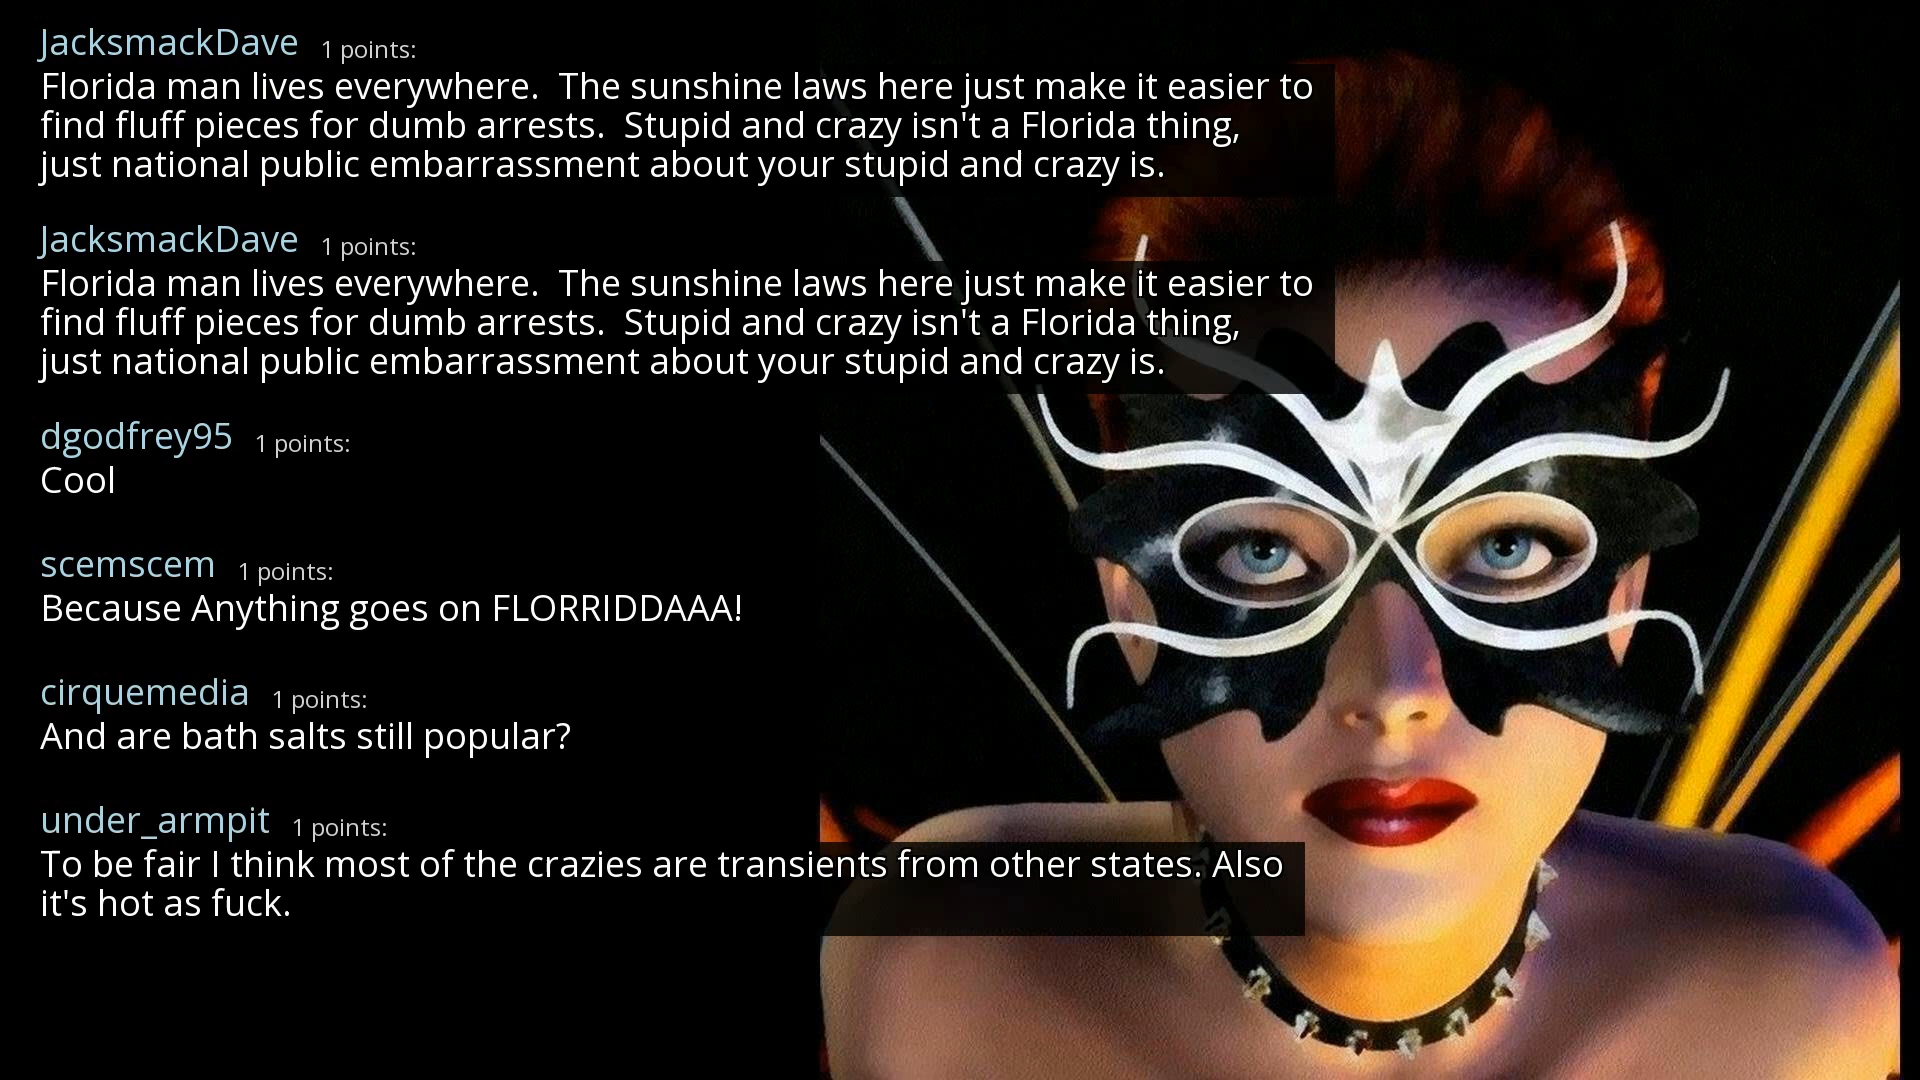 JacksmackDave 1 points:
Florida man lives everywhere.  The sunshine laws here just make it easier to
find fluff pieces for dumb arrests.  Stupid and crazy isn't a Florida thing,
just national public embarrassment about your stupid and crazy is.
JacksmackDave 1 points:
Florida man lives everywhere.  The sunshine laws here just make it easier to
find fluff pieces for dumb arrests.  Stupid and crazy isn't a Florida thing,
just national public embarrassment about your stupid and crazy is.
dgodfrey95 1 points:
Cool
scemscem 1 points:
Because Anything goes on FLORRIDDAAA!
cirquemedia 1 points:
And are bath salts still popular?
under_armpit 1 points:
To be fair I think most of the crazies are transients from other states. Also
it's hot as fuck.